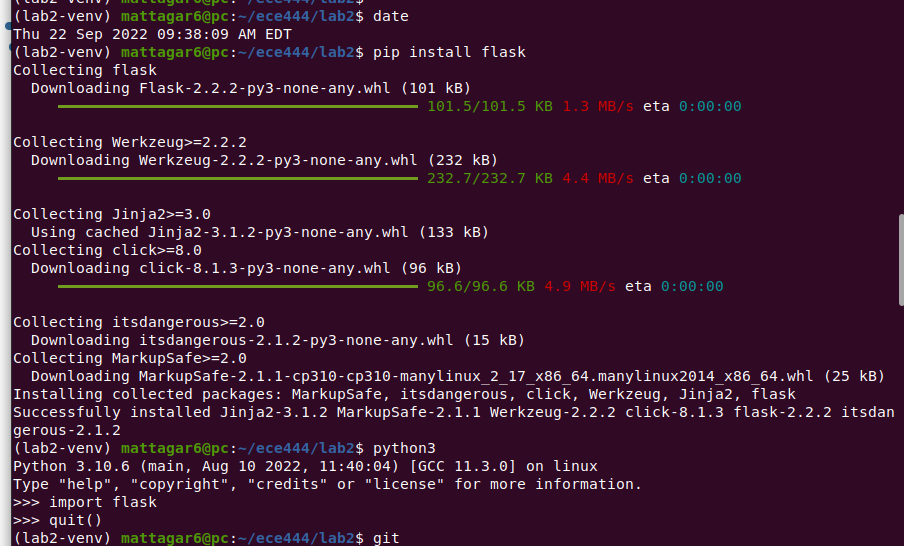 (lab2-venv) mattagar6@pc:~/ece444/lab2$
(lab2-venv) mattagar6@pc:~/ece444/lab2$ date
Thu 22 Sep 2022 09:38:09 AM EDT
(lab2-venv) mattagar6@pc:~/ece444/lab2$ pip install flask
Collecting flask
  Downloading Flask-2.2.2-py3-none-any.whl (101 kB)
101.5/101.5 KB 1.3 MB/s eta 0:00:00
Collecting Werkzeug>=2.2.2
  Downloading Werkzeug-2.2.2-py3-none-any.whl (232 kB)
232.7/232.7 KB 4.4 MB/s eta 0:00:00
Collecting Jinja2>=3.0
  Using cached Jinja2-3.1.2-py3-none-any.whl (133 kB)
Collecting click>=8.0
  Downloading click-8.1.3-py3-none-any.whl (96 kB)
96.6/96.6 KB 4.9 MB/s eta 0:00:00
Collecting itsdangerous>=2.0
  Downloading itsdangerous-2.1.2-py3-none-any.whl (15 kB)
Collecting MarkupSafe>=2.0
  Downloading MarkupSafe-2.1.1-cp310-cp310-manylinux_2_17_x86_64.manylinux2014_x86_64.whl (25 kB)
Installing collected packages: MarkupSafe, itsdangerous, click, Werkzeug, Jinja2, flask
Successfully installed Jinja2-3.1.2 MarkupSafe-2.1.1 Werkzeug-2.2.2 click-8.1.3 flask-2.2.2 itsdan
gerous-2.1.2
(lab2-venv) mattagar6@pc:~/ece444/lab2$ python3
Python 3.10.6 (main, Aug 10 2022, 11:40:04) [GCC 11.3.0] on linux
Type "help", "copyright", "credits" or "license" for more information.
>>> import flask
>>> quit()
(lab2-venv) mattagar6@pc:~/ece444/lab2$ git